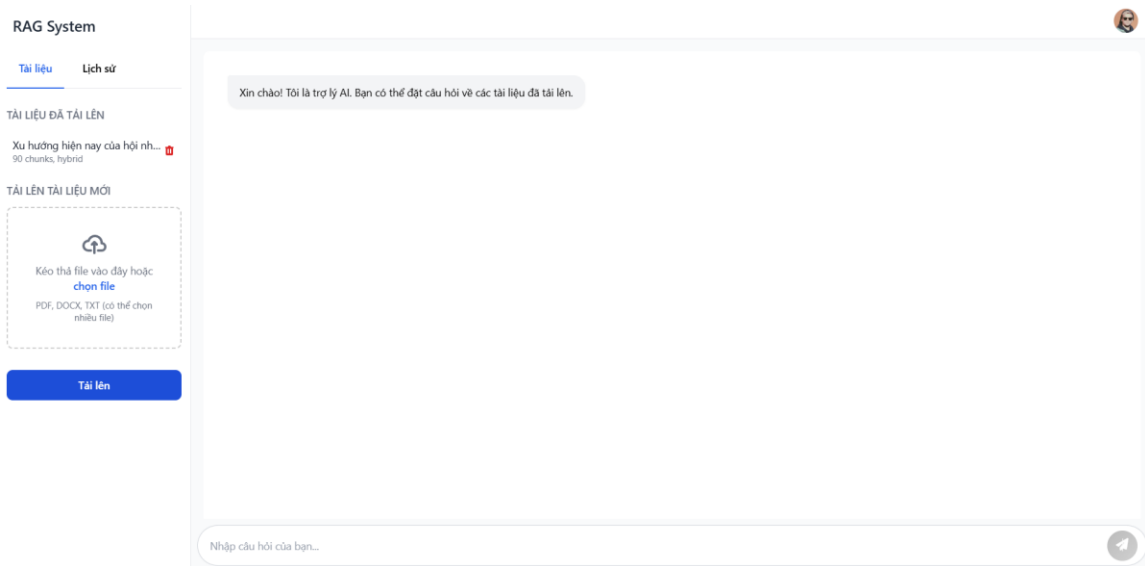 RAG System
Tài liệu
Lịch sử
TÀI LIỆU ĐÃ TẢI LÊN
Xu hướng hiện nay của hội nh...
90 chunks, hybrid
TẢI LÊN TÀI LIỆU MỚI
Kéo thả file vào đây hoặc
chọn file
PDF, DOCX, TXT (có thể chọn
nhiều file)
Tải lên
Xin chào! Tôi là trợ lý AI. Bạn có thể đặt câu hỏi về các tài liệu đã tải lên.
Nhập câu hỏi của bạn...